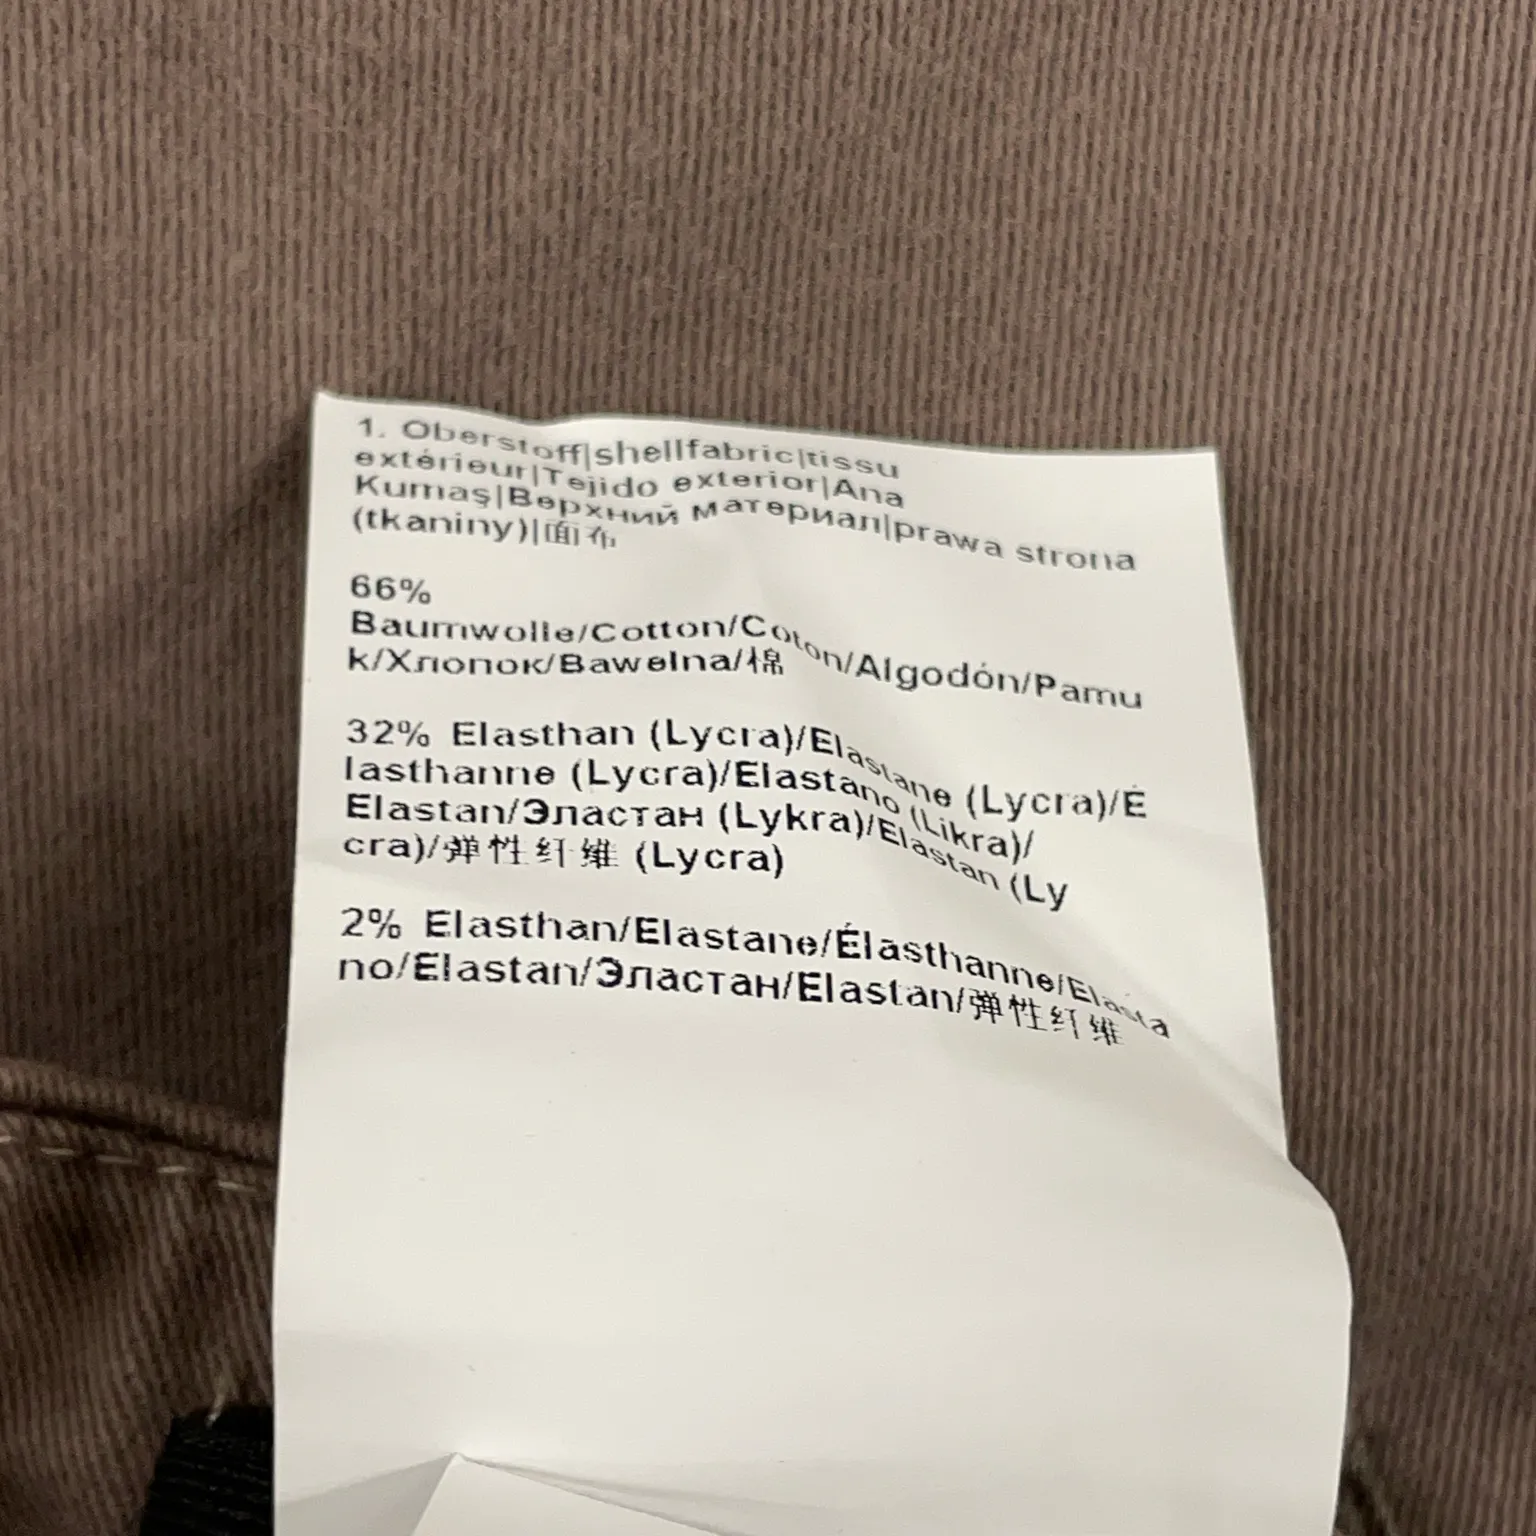 1. Oberstoff|shellfabric|tissu
extérieur|Tejido exterior|Ana
Kumaş|Верхний материал|prawa strona
(tkaniny)|面布
66%
Baumwolle/Cotton/Coton/Algodón/Pamu
k/Хлопок/Bawełna/棉
32% Elasthan (Lycra)/Elastane (Lycra)/É
lasthanne (Lycra)/Elastano (Likra)/
Elastan/Эластан (Lykra)/Elastan (Ly
cra)/弹性纤维 (Lycra)
2% Elasthan/Elastane/Élasthanne/Elasta
no/Elastan/Эластан/Elastan/弹性纤维